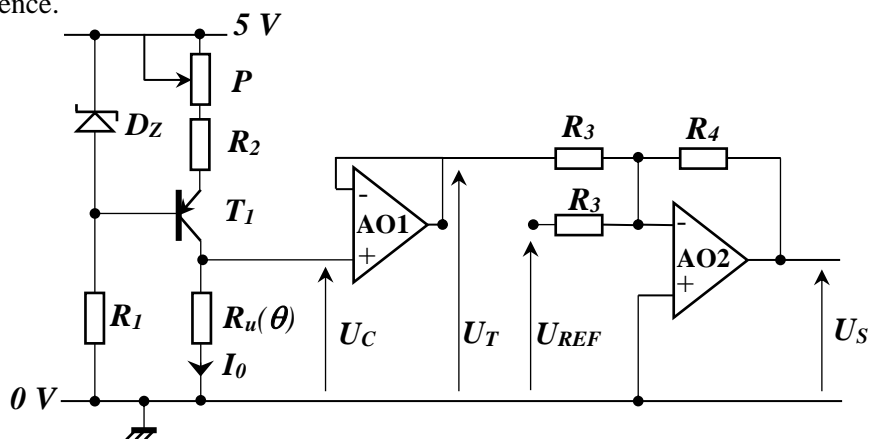 ence.
5 V
P
D_Z
R_2
R_3
R_4
T_1
-
AO1
+
R_3
-
AO2
+
R_1
R_u(θ)
I_0
U_C
U_T
U_REF
U_S
0 V